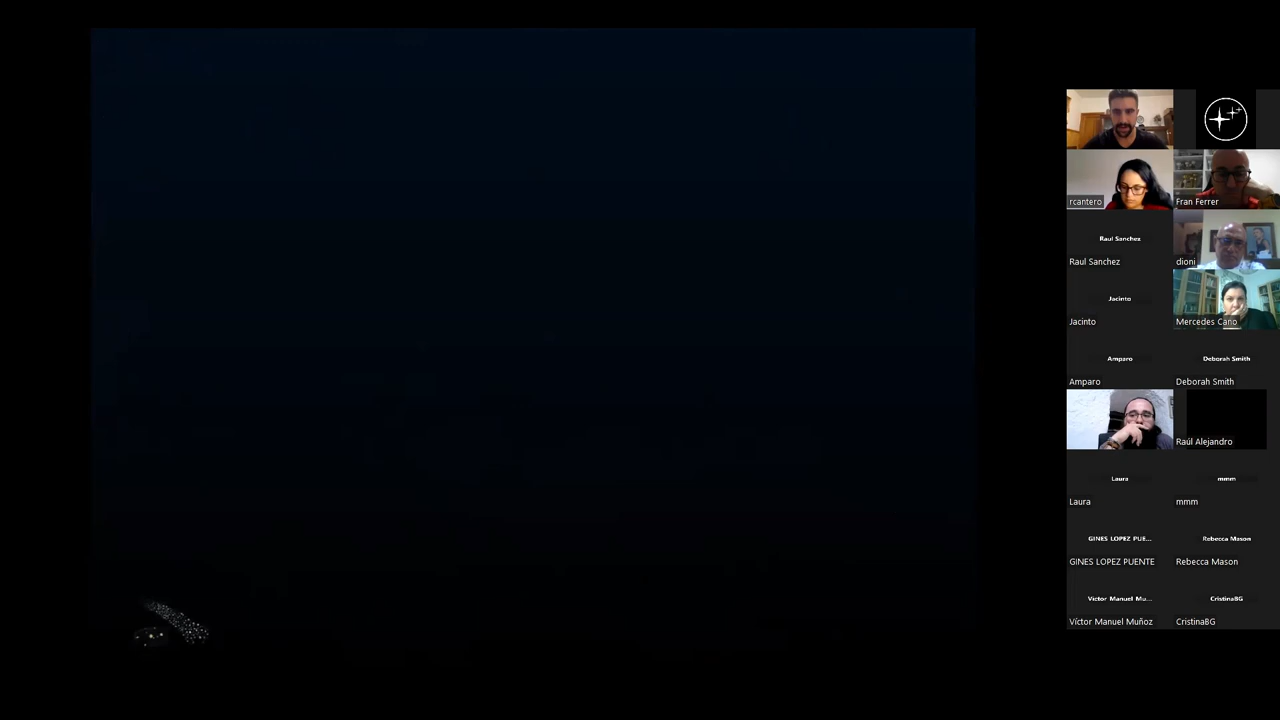 rcantero
Fran Ferrer
Raul Sanchez
Raul Sanchez
dioni
Jacinto
Jacinto
Mercedes Cano
Amparo
Deborah Smith
Amparo
Deborah Smith
Raúl Alejandro
Laura
mmm
Laura
mmm
GINES LOPEZ PUE...
Rebecca Mason
GINES LOPEZ PUENTE
Rebecca Mason
Víctor Manuel Mu...
CristinaBG
Víctor Manuel Muñoz
CristinaBG